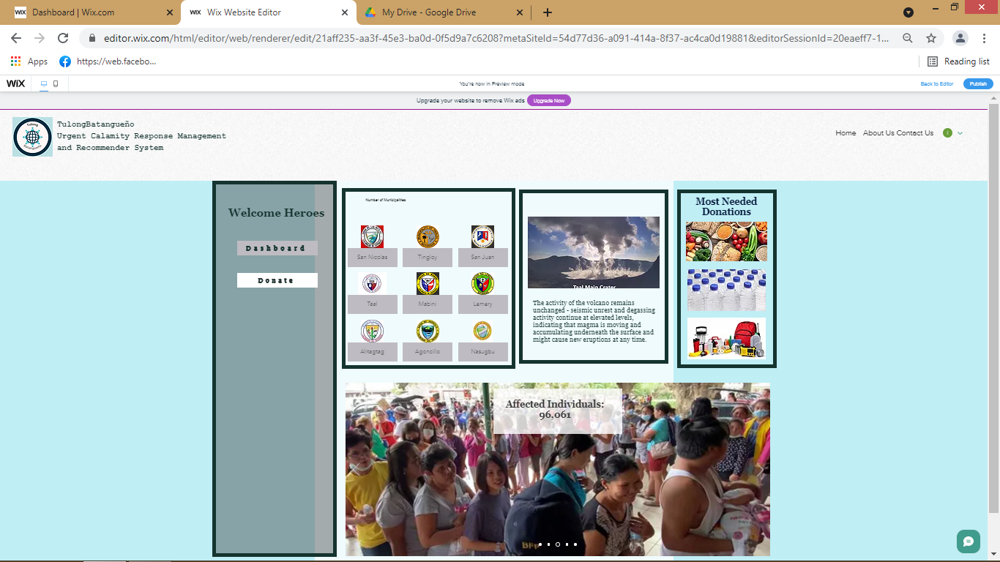 Dashboard | Wix.com
Wix Website Editor
My Drive - Google Drive
editor.wix.com/html/editor/web/renderer/edit/21aff235-aa3f-45e3-ba0d-0f5d9a7c6208?metaSiteId=54d77d36-a091-414a-8f37-ac4ca0d19881&editorSessionId=20eaeff7-1...
Apps
https://web.facebo...
Reading list
WiX
You're now in Preview mode
Back to Editor
Publish
Upgrade your website to remove Wix ads
Upgrade Now
Tulong
Batangueño
TulongBatangueño
Urgent Calamity Response Management
and Recommender System
Home
About Us
Contact Us
1
Welcome Heroes
Dashboard
Donate
Number of Municipalities
San Nicolas
Tingloy
San Juan
Taal
Mabini
Lemery
Alitagtag
Agoncillo
Nasugbu
Taal Main Crater
The activity of the volcano remains
unchanged - seismic unrest and degassing
activity continue at elevated levels,
indicating that magma is moving and
accumulating underneath the surface and
might cause new eruptions at any time.
Most Needed
Donations
Affected Individuals:
96,061